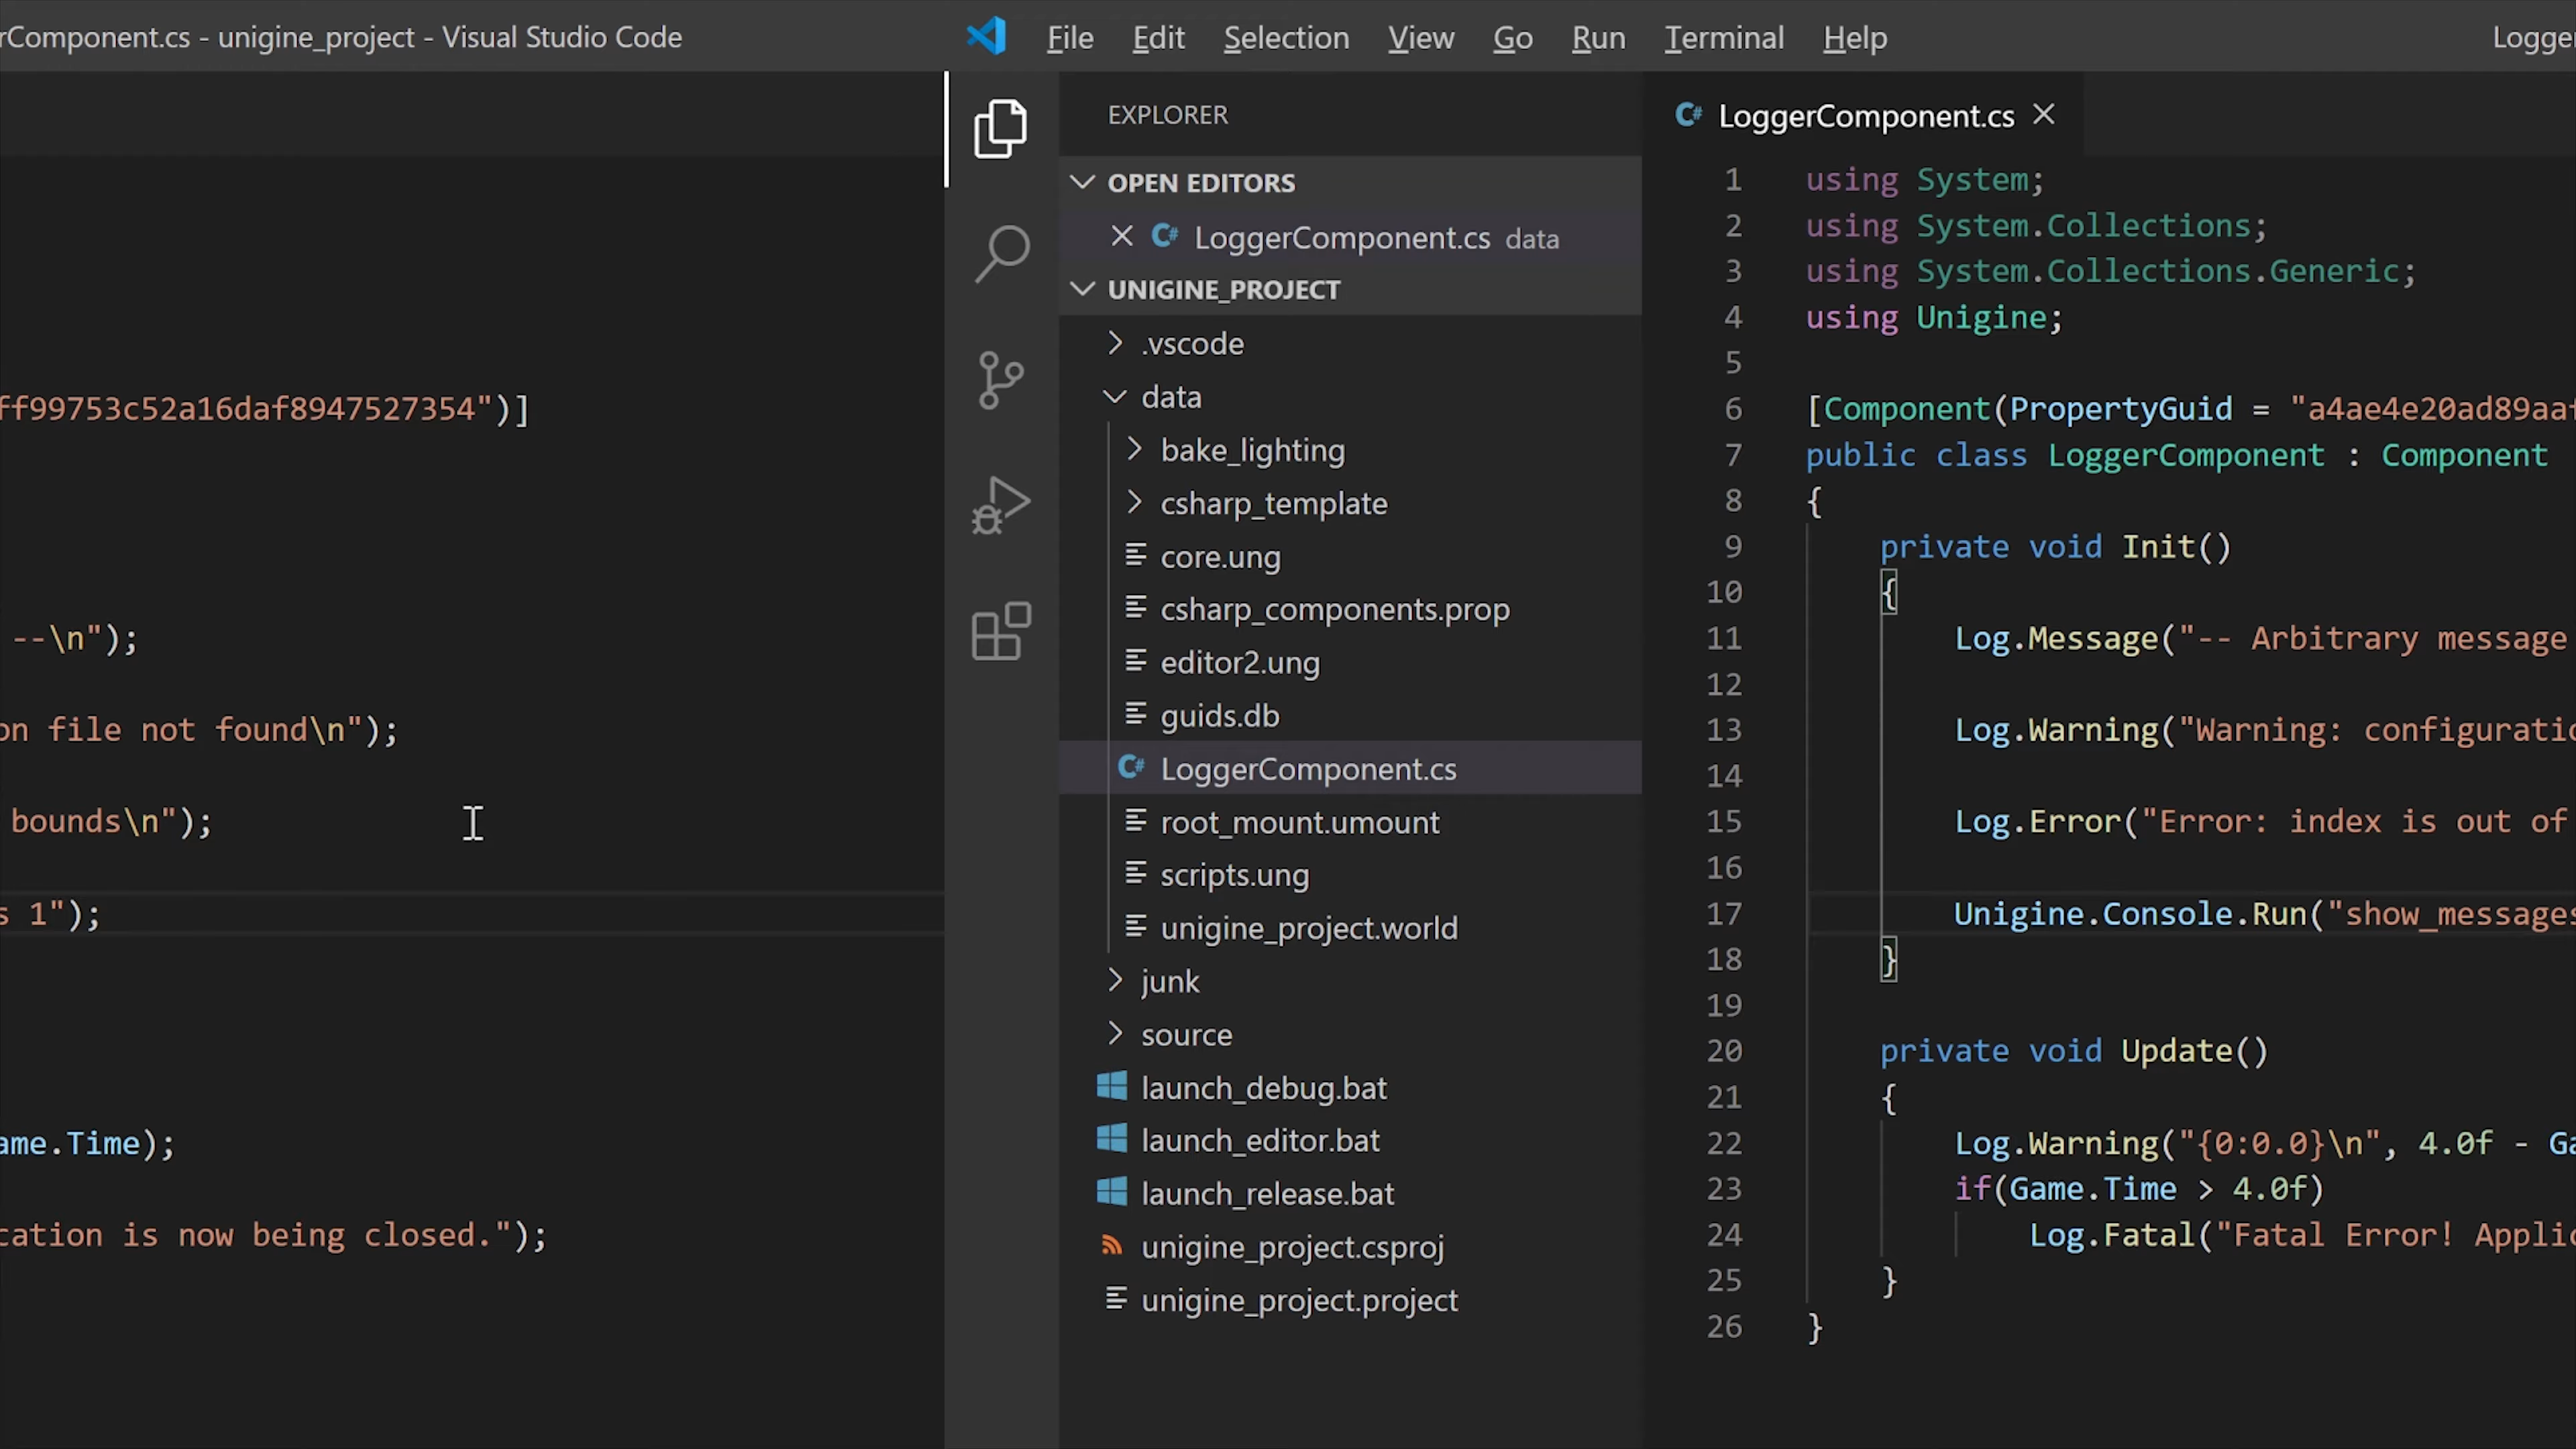 rComponent.cs - unigine_project - Visual Studio Code
ff99753c52a16daf8947527354")]
--\n");
on file not found\n");
bounds\n");
s 1");
ame.Time);
cation is now being closed.");
File Edit Selection View Go Run Terminal Help
Logge
EXPLORER
OPEN EDITORS
LoggerComponent.cs data
UNIGINE_PROJECT
.vscode
data
bake_lighting
csharp_template
core.ung
csharp_components.prop
editor2.ung
guids.db
LoggerComponent.cs
root_mount.umount
scripts.ung
unigine_project.world
junk
source
launch_debug.bat
launch_editor.bat
launch_release.bat
unigine_project.csproj
unigine_project.project
LoggerComponent.cs
1 using System;
2 using System.Collections;
3 using System.Collections.Generic;
4 using Unigine;
5
6 [Component(PropertyGuid = "a4ae4e20ad89aaf
7 public class LoggerComponent : Component
8 {
9 private void Init()
10 {
11 Log.Message("-- Arbitrary message
12
13 Log.Warning("Warning: configuratio
14
15 Log.Error("Error: index is out of
16
17 Unigine.Console.Run("show_messages
18 }
19
20 private void Update()
21 {
22 Log.Warning("{0:0.0}\n", 4.0f - Ga
23 if(Game.Time > 4.0f)
24 Log.Fatal("Fatal Error! Applic
25 }
26 }